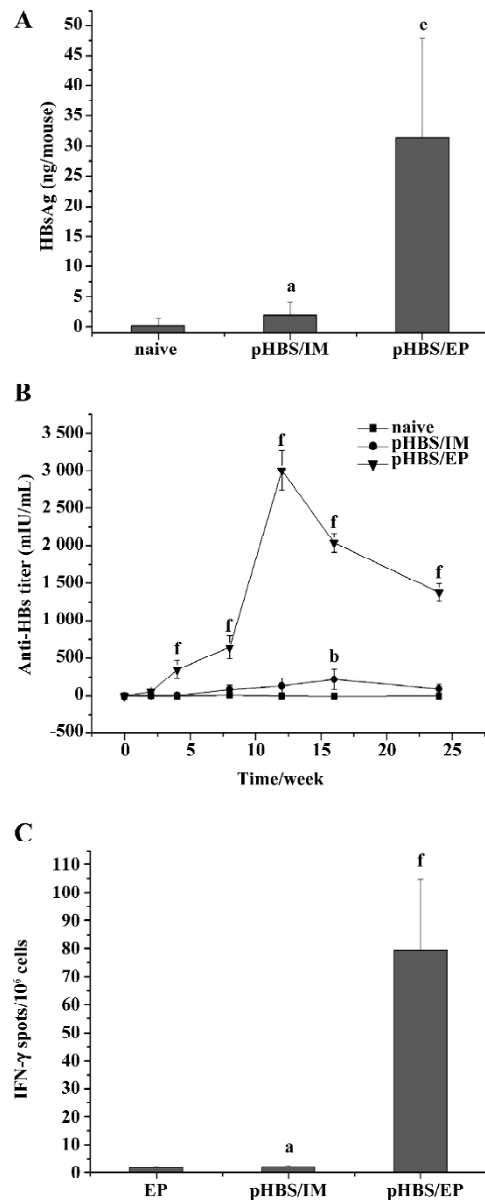 A
HBsAg (ng/mouse)
50
45
40
35
30
25
20
15
10
5
0
a
naive pHBS/IM pHBS/EP
B
naive
pHBS/IM
pHBS/EP
Anti-HBs titer (mIU/mL)
3 500
3 000
2 500
2 000
1 500
1 000
500
0
-500
f
f
f
f
f
b
0 5 10 15 20 25
Time/week
C
IFN-γ spots/10⁶ cells
110
100
90
80
70
60
50
40
30
20
10
0
a
f
EP pHBS/IM pHBS/EP